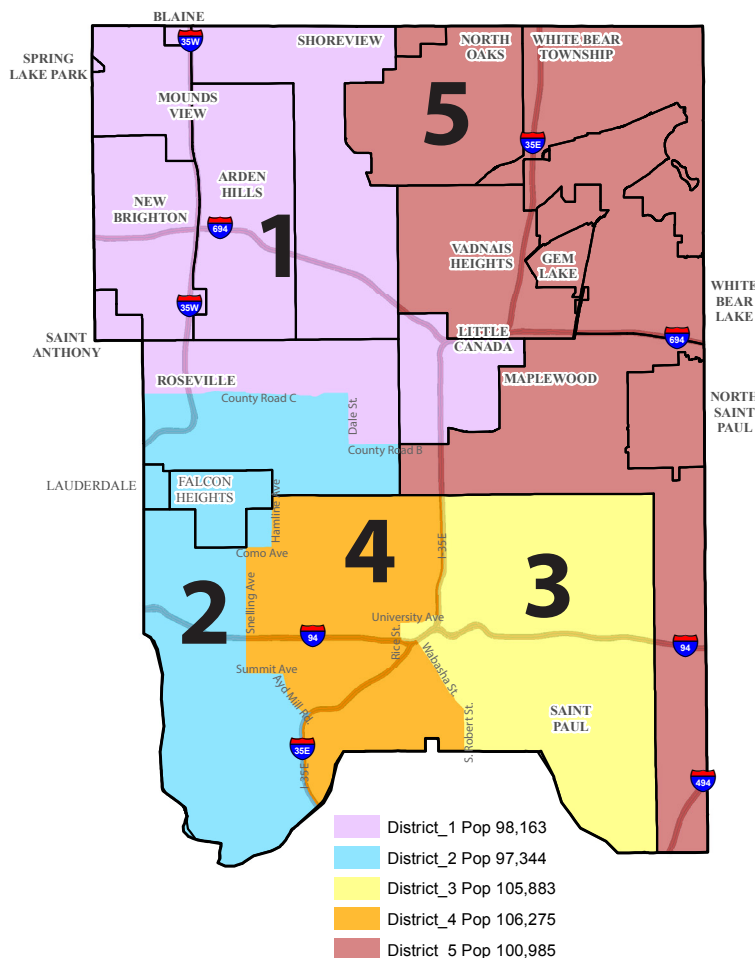 BLAINE
35W
SHOREVIEW
NORTH
OAKS
WHITE BEAR
TOWNSHIP
SPRING
LAKE PARK
MOUNDS
VIEW
5
35E
ARDEN
HILLS
NEW
BRIGHTON
694
1
VADNAIS
HEIGHTS
GEM
LAKE
35W
WHITE
BEAR
LAKE
SAINT
ANTHONY
LITTLE
CANADA
694
ROSEVILLE
MAPLEWOOD
County Road C
Dale St.
NORTH
SAINT
PAUL
County Road B
LAUDERDALE
FALCON
HEIGHTS
Hamline Ave
4
I-35E
3
Como Ave
2
Snelling Ave
University Ave
94
Rice St.
94
Wabasha St.
Summit Ave
Ayd Mill Rd.
S. Robert St.
SAINT
PAUL
35E
I-35E
494
District_1 Pop 98,163
District_2 Pop 97,344
District_3 Pop 105,883
District_4 Pop 106,275
District_5 Pop 100,985